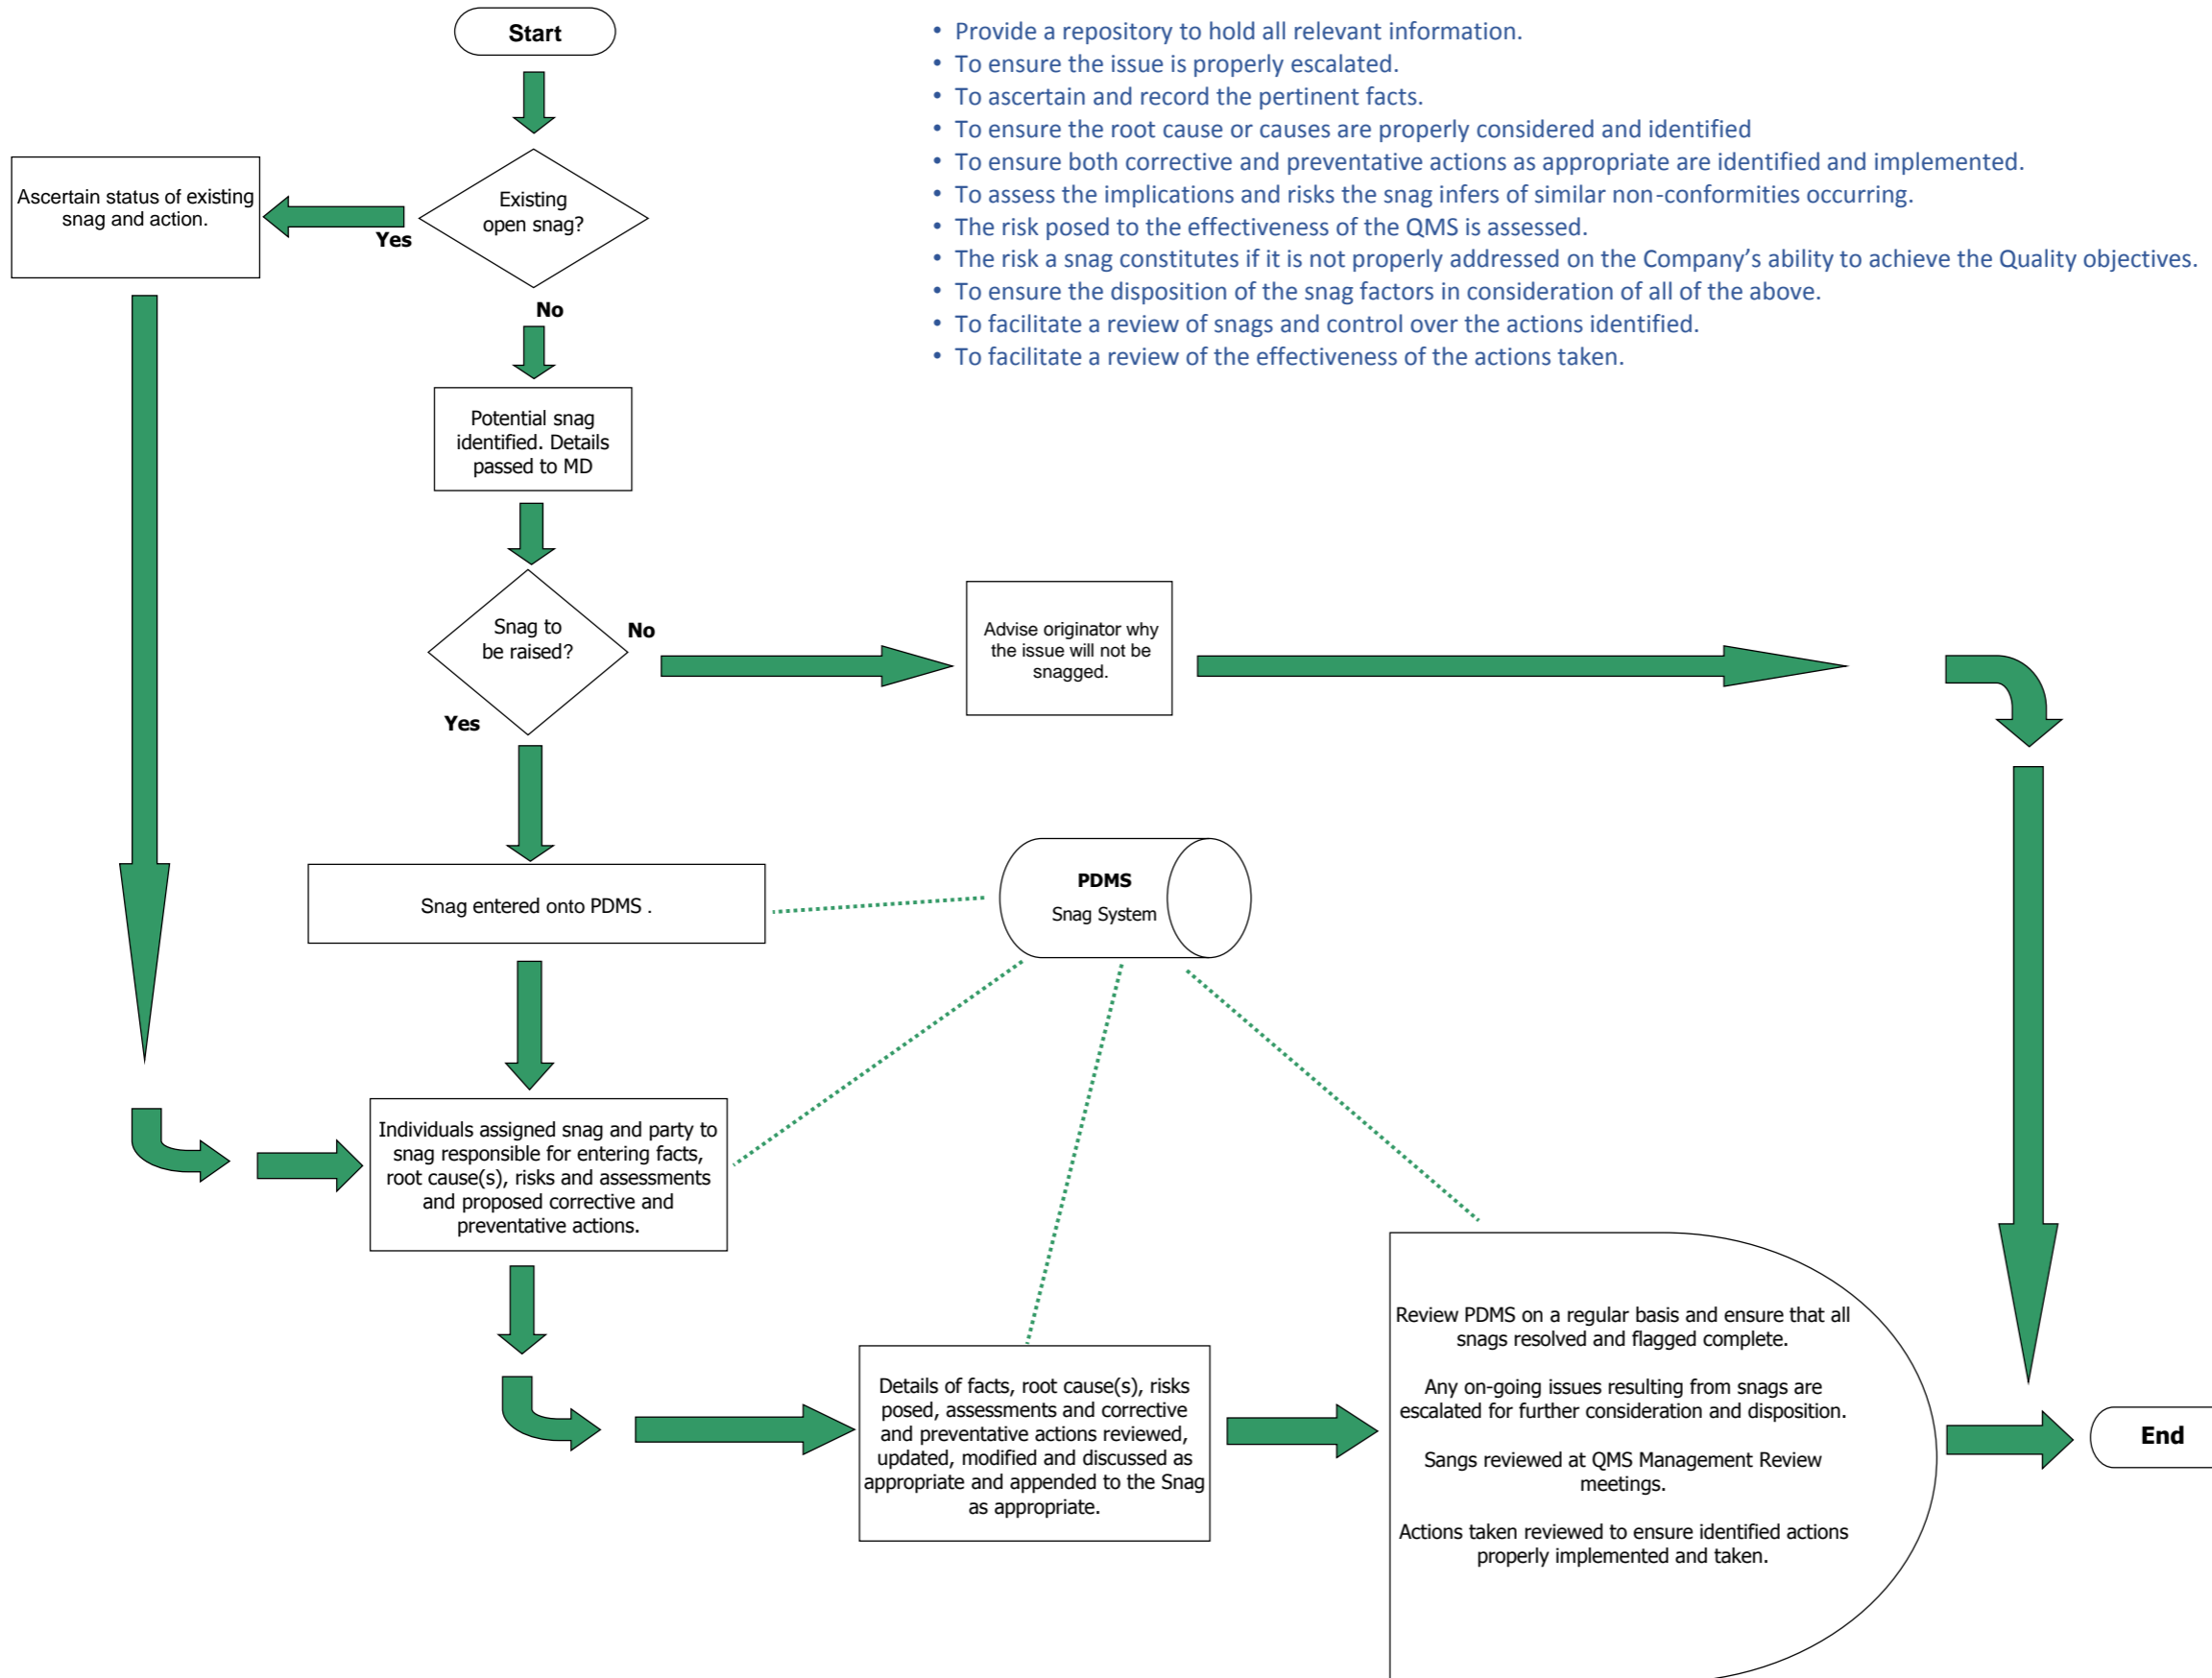 Start
• Provide a repository to hold all relevant information.
• To ensure the issue is properly escalated.
• To ascertain and record the pertinent facts.
• To ensure the root cause or causes are properly considered and identified
• To ensure both corrective and preventative actions as appropriate are identified and implemented.
• To assess the implications and risks the snag infers of similar non-conformities occurring.
• The risk posed to the effectiveness of the QMS is assessed.
• The risk a snag constitutes if it is not properly addressed on the Company's ability to achieve the Quality objectives.
• To ensure the disposition of the snag factors in consideration of all of the above.
• To facilitate a review of snags and control over the actions identified.
• To facilitate a review of the effectiveness of the actions taken.
Existing
open snag?
Yes
Ascertain status of existing
snag and action.
No
Potential snag
identified. Details
passed to MD
Snag to
be raised?
No
Advise originator why
the issue will not be
snagged.
Yes
Snag entered onto PDMS .
PDMS
Snag System
Individuals assigned snag and party to
snag responsible for entering facts,
root cause(s), risks and assessments
and proposed corrective and
preventative actions.
Details of facts, root cause(s), risks
posed, assessments and corrective
and preventative actions reviewed,
updated, modified and discussed as
appropriate and appended to the Snag
as appropriate.
Review PDMS on a regular basis and ensure that all
snags resolved and flagged complete.
Any on-going issues resulting from snags are
escalated for further consideration and disposition.
Sangs reviewed at QMS Management Review
meetings.
Actions taken reviewed to ensure identified actions
properly implemented and taken.
End